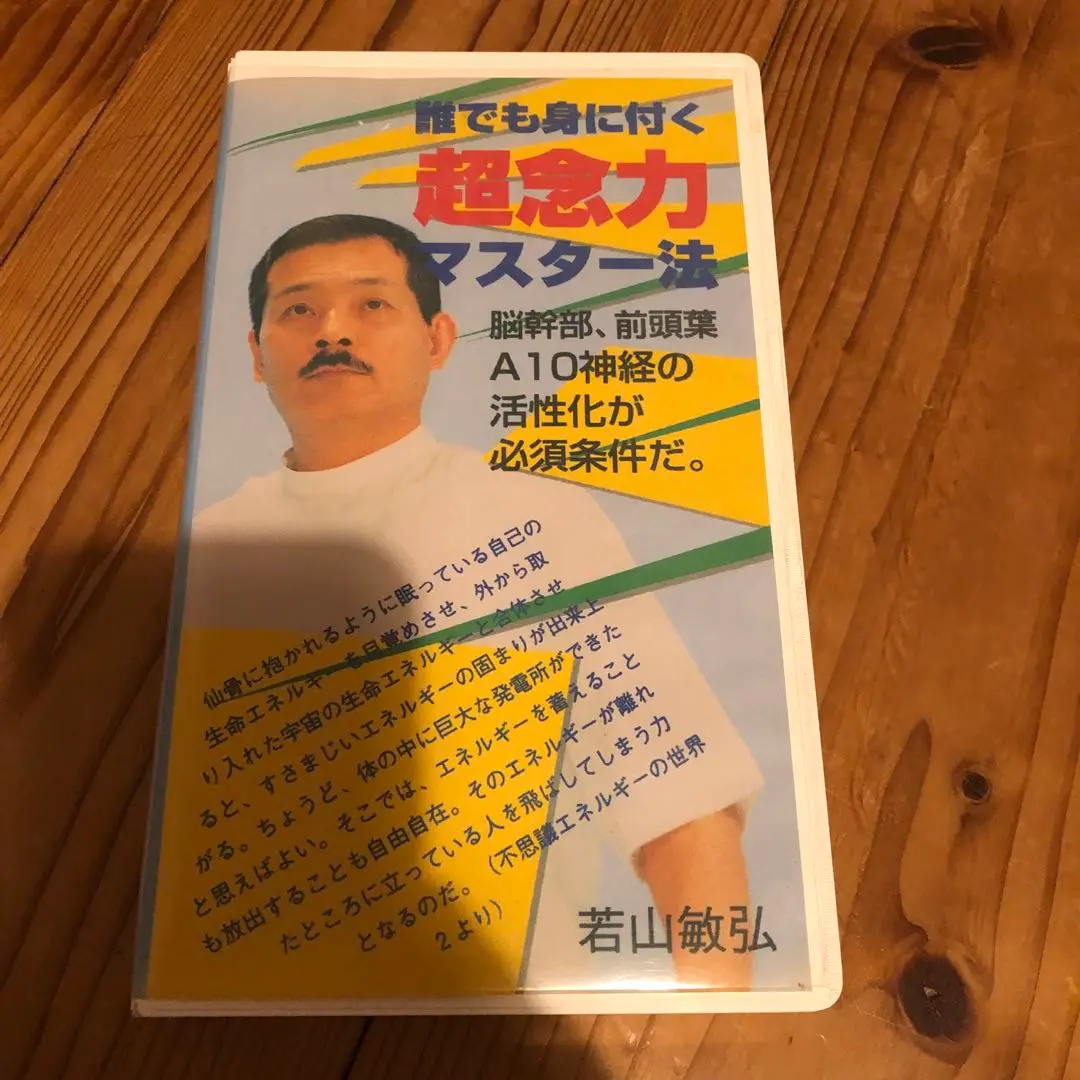 誰でも身に付く
超念力
マスター法
脳幹部、前頭葉
A10神経の
活性化が
必須条件だ。
仙骨に抱かれるように眠っている自己の
生命エネルギーを目覚めさせ、外から取
り入れた宇宙の生命エネルギーと合体させ
ると、すさまじいエネルギーの固まりが出来上
がる。ちょうど、体の中に巨大な発電所ができた
と思えばよい。そこでは、エネルギーを蓄えること
も放出することも自由自在。そのエネルギーが離れ
たところに立っている人を飛ばしてしまう力
となるのだ。(不思議エネルギーの世界
2より)
若山敏弘